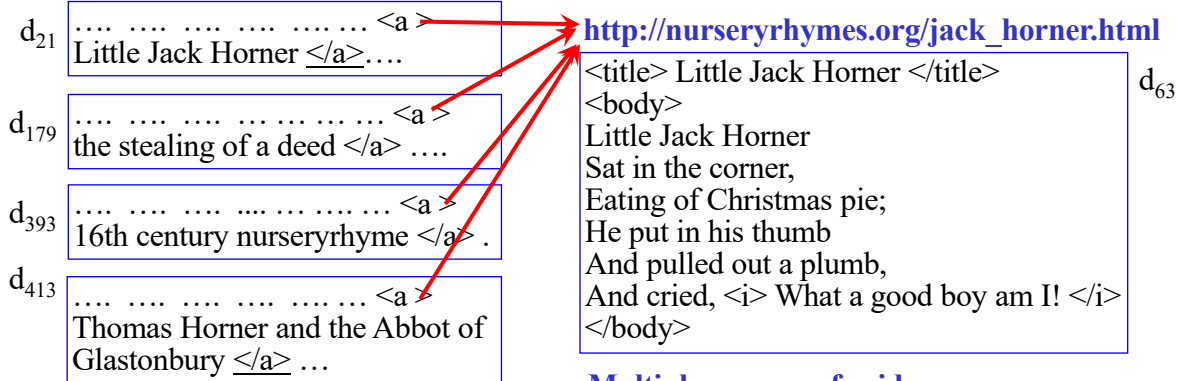 d21
…. …. …. …. …. … <a >
Little Jack Horner </a>….
d179
…. …. …. … … … … <a >
the stealing of a deed </a> ….
d393
…. …. …. .... … …. … <a >
16th century nurseryrhyme </a> .
d413
…. …. …. …. …. … <a >
Thomas Horner and the Abbot of
Glastonbury </a> …
http://nurseryrhymes.org/jack_horner.html
d63
<title> Little Jack Horner </title>
<body>
Little Jack Horner
Sat in the corner,
Eating of Christmas pie;
He put in his thumb
And pulled out a plumb,
And cried, <i> What a good boy am I! </i>
</body>